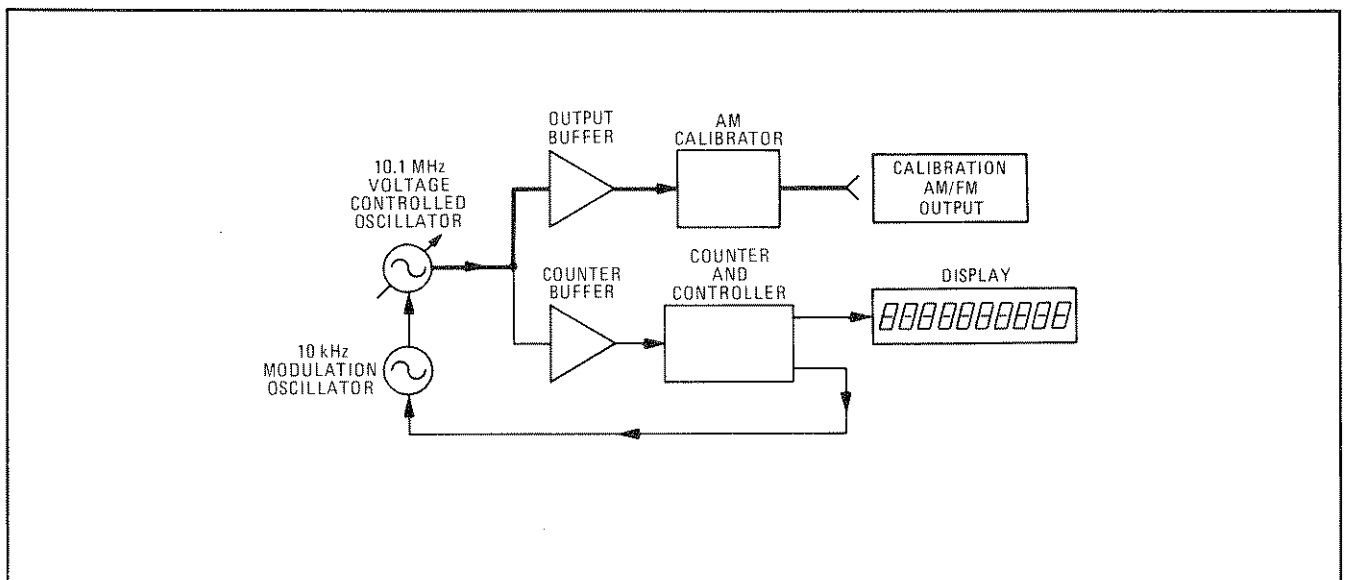 OUTPUT
BUFFER
AM
CALIBRATOR
10.1 MHz
VOLTAGE
CONTROLLED
OSCILLATOR
CALIBRATION
AM/FM
OUTPUT
COUNTER
BUFFER
COUNTER
AND
CONTROLLER
DISPLAY
8888888888
10 kHz
MODULATION
OSCILLATOR